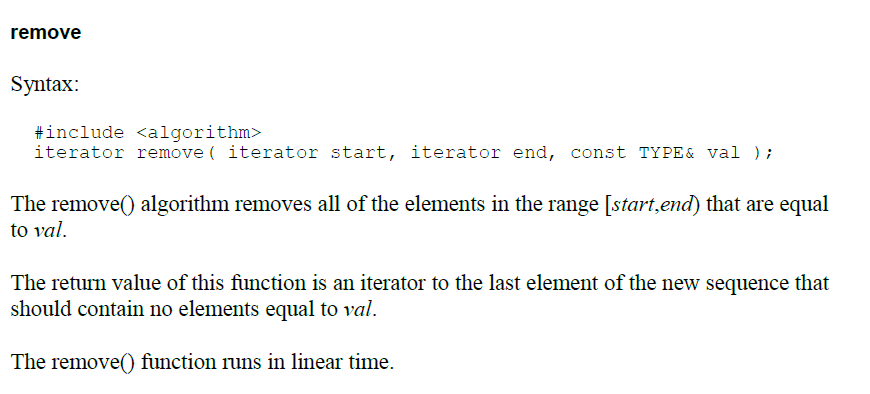 remove
Syntax:
#include <algorithm>
iterator remove( iterator start, iterator end, const TYPE& val );
The remove() algorithm removes all of the elements in the range [start,end) that are equal
to val.
The return value of this function is an iterator to the last element of the new sequence that
should contain no elements equal to val.
The remove() function runs in linear time.